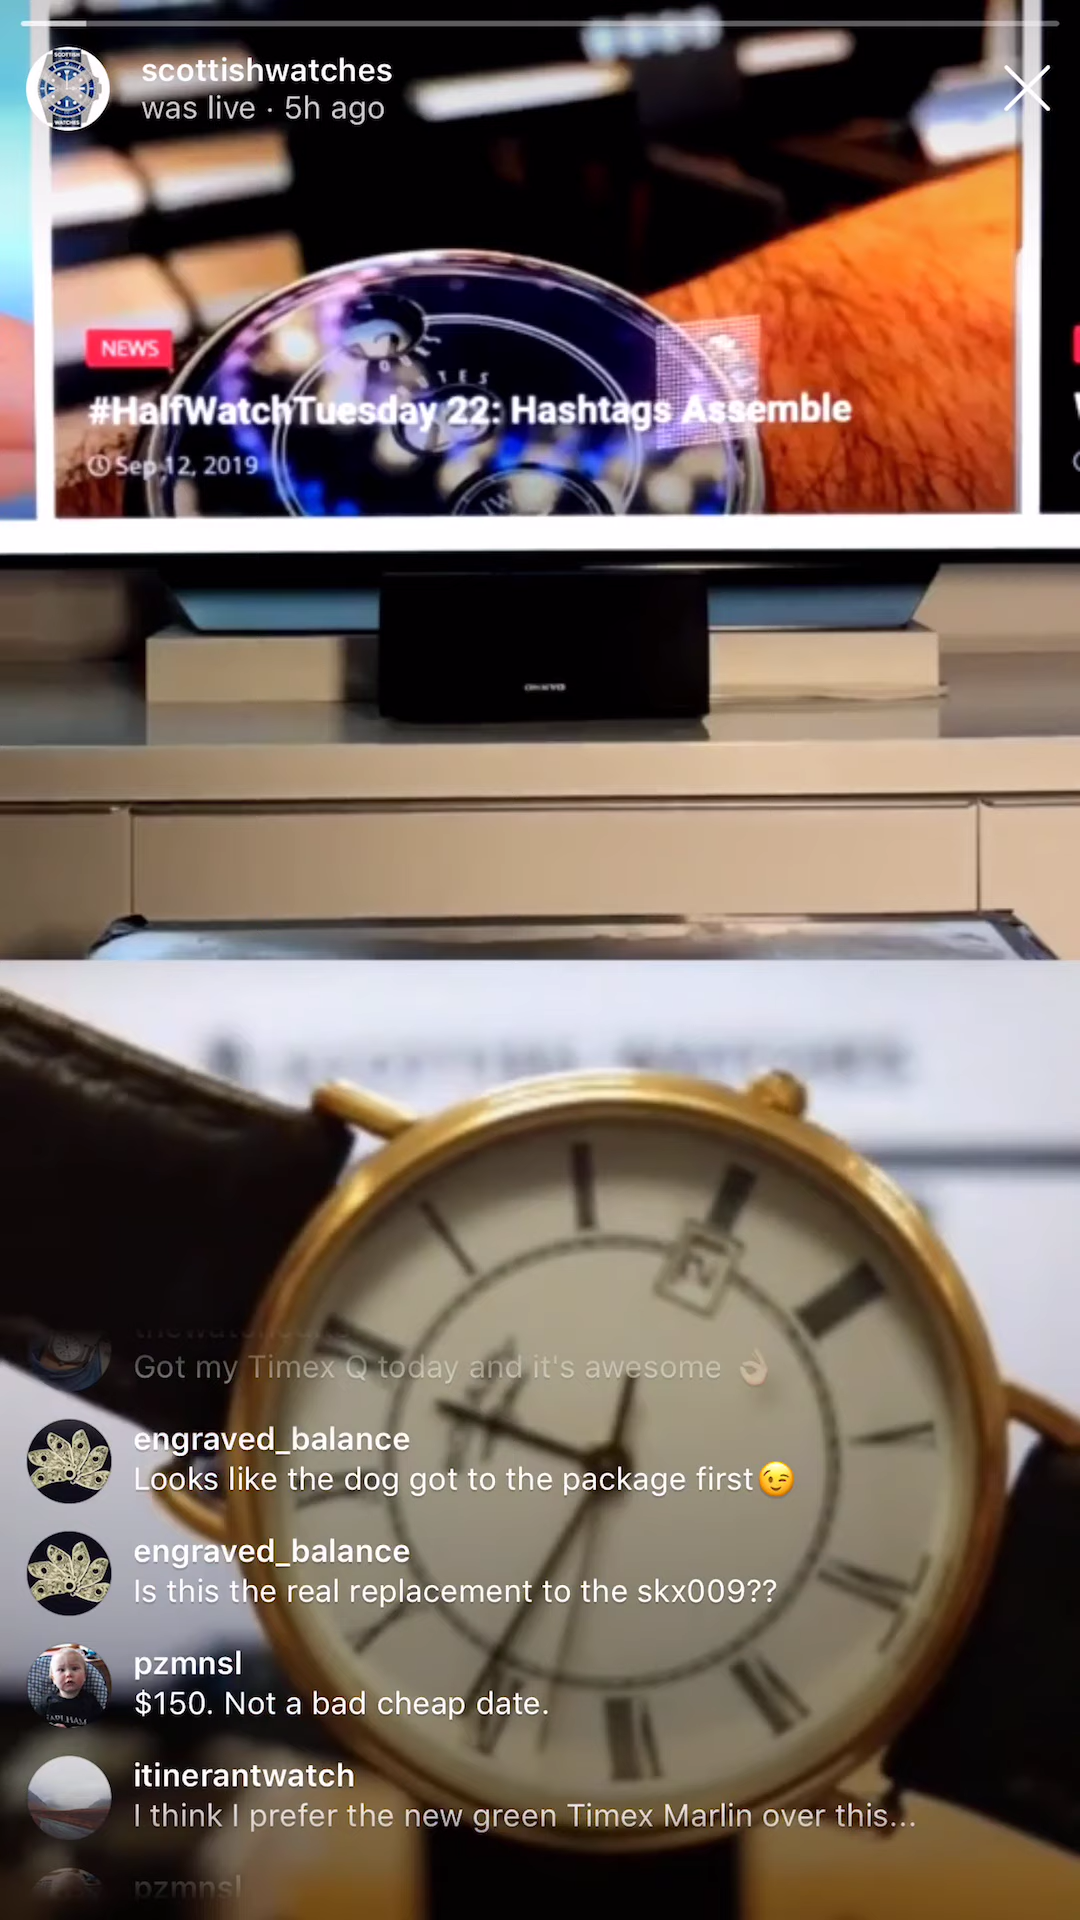 scottishwatches
was live · 5h ago
NEWS
#HalfWatchTuesday 22: Hashtags Assemble
Sep 12, 2019
ONKYO
Got my Timex Q today and it's awesome 👌🏻
engraved_balance
Looks like the dog got to the package first😉
engraved_balance
Is this the real replacement to the skx009??
pzmnsl
$150. Not a bad cheap date.
itinerantwatch
I think I prefer the new green Timex Marlin over this...
pzmnsl